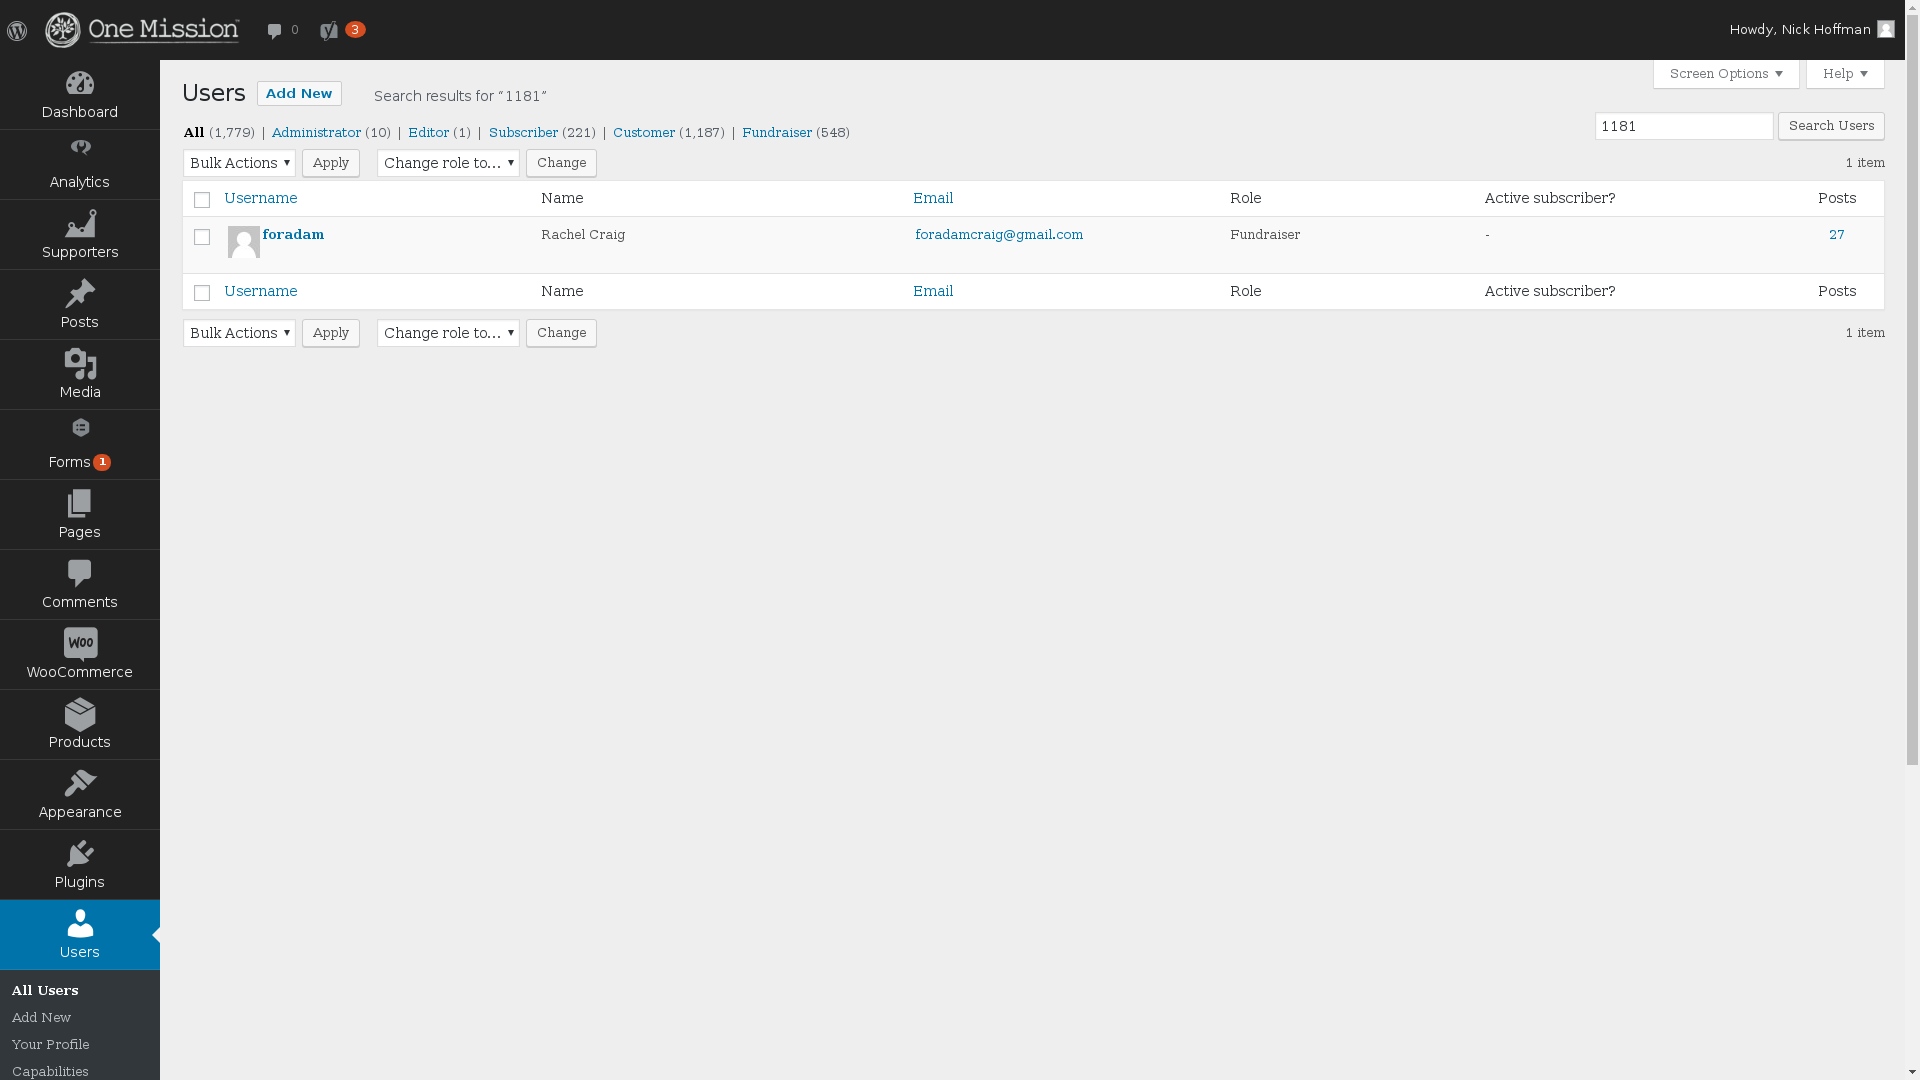 One Mission
0
3
Howdy, Nick Hoffman
Dashboard
Analytics
Supporters
Posts
Media
Forms 1
Pages
Comments
Woo
WooCommerce
Products
Appearance
Plugins
Users
All Users
Add New
Your Profile
Capabilities
Screen Options ▼
Help ▼
Users Add New Search results for “1181”
All (1,779) | Administrator (10) | Editor (1) | Subscriber (221) | Customer (1,187) | Fundraiser (548)
1181 Search Users
Bulk Actions ▾ Apply Change role to... ▾ Change 1 item
Username Name Email Role Active subscriber? Posts
foradam Rachel Craig foradamcraig@gmail.com Fundraiser - 27
Username Name Email Role Active subscriber? Posts
Bulk Actions ▾ Apply Change role to... ▾ Change 1 item